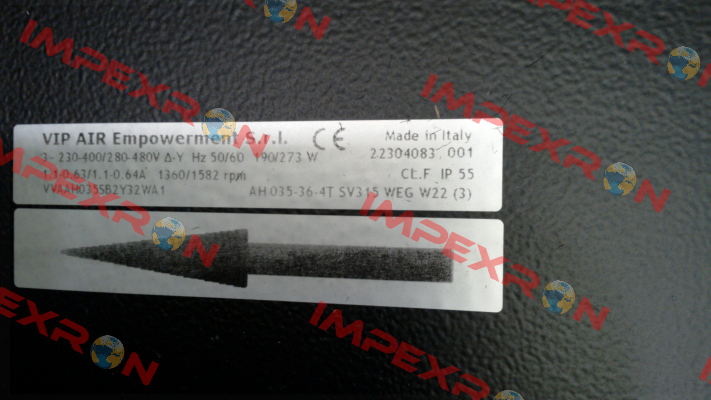 VIP AIR Empowerment S.r.l. CE Made in Italy
3~ 230-400/280-480V Δ-Y Hz 50/60 190/273 W 22304083 001
1.1-0.63/1.1-0.64A 1360/1582 rpm CL.F IP 55
VVAAH035SB2Y32WA1 AH 035-36-4T SV315 WEG W22 (3)
IMPEXRON
IMPEXRON
IMPEXRON
IMPEXRON
IMPEXRON
IMPEXRON